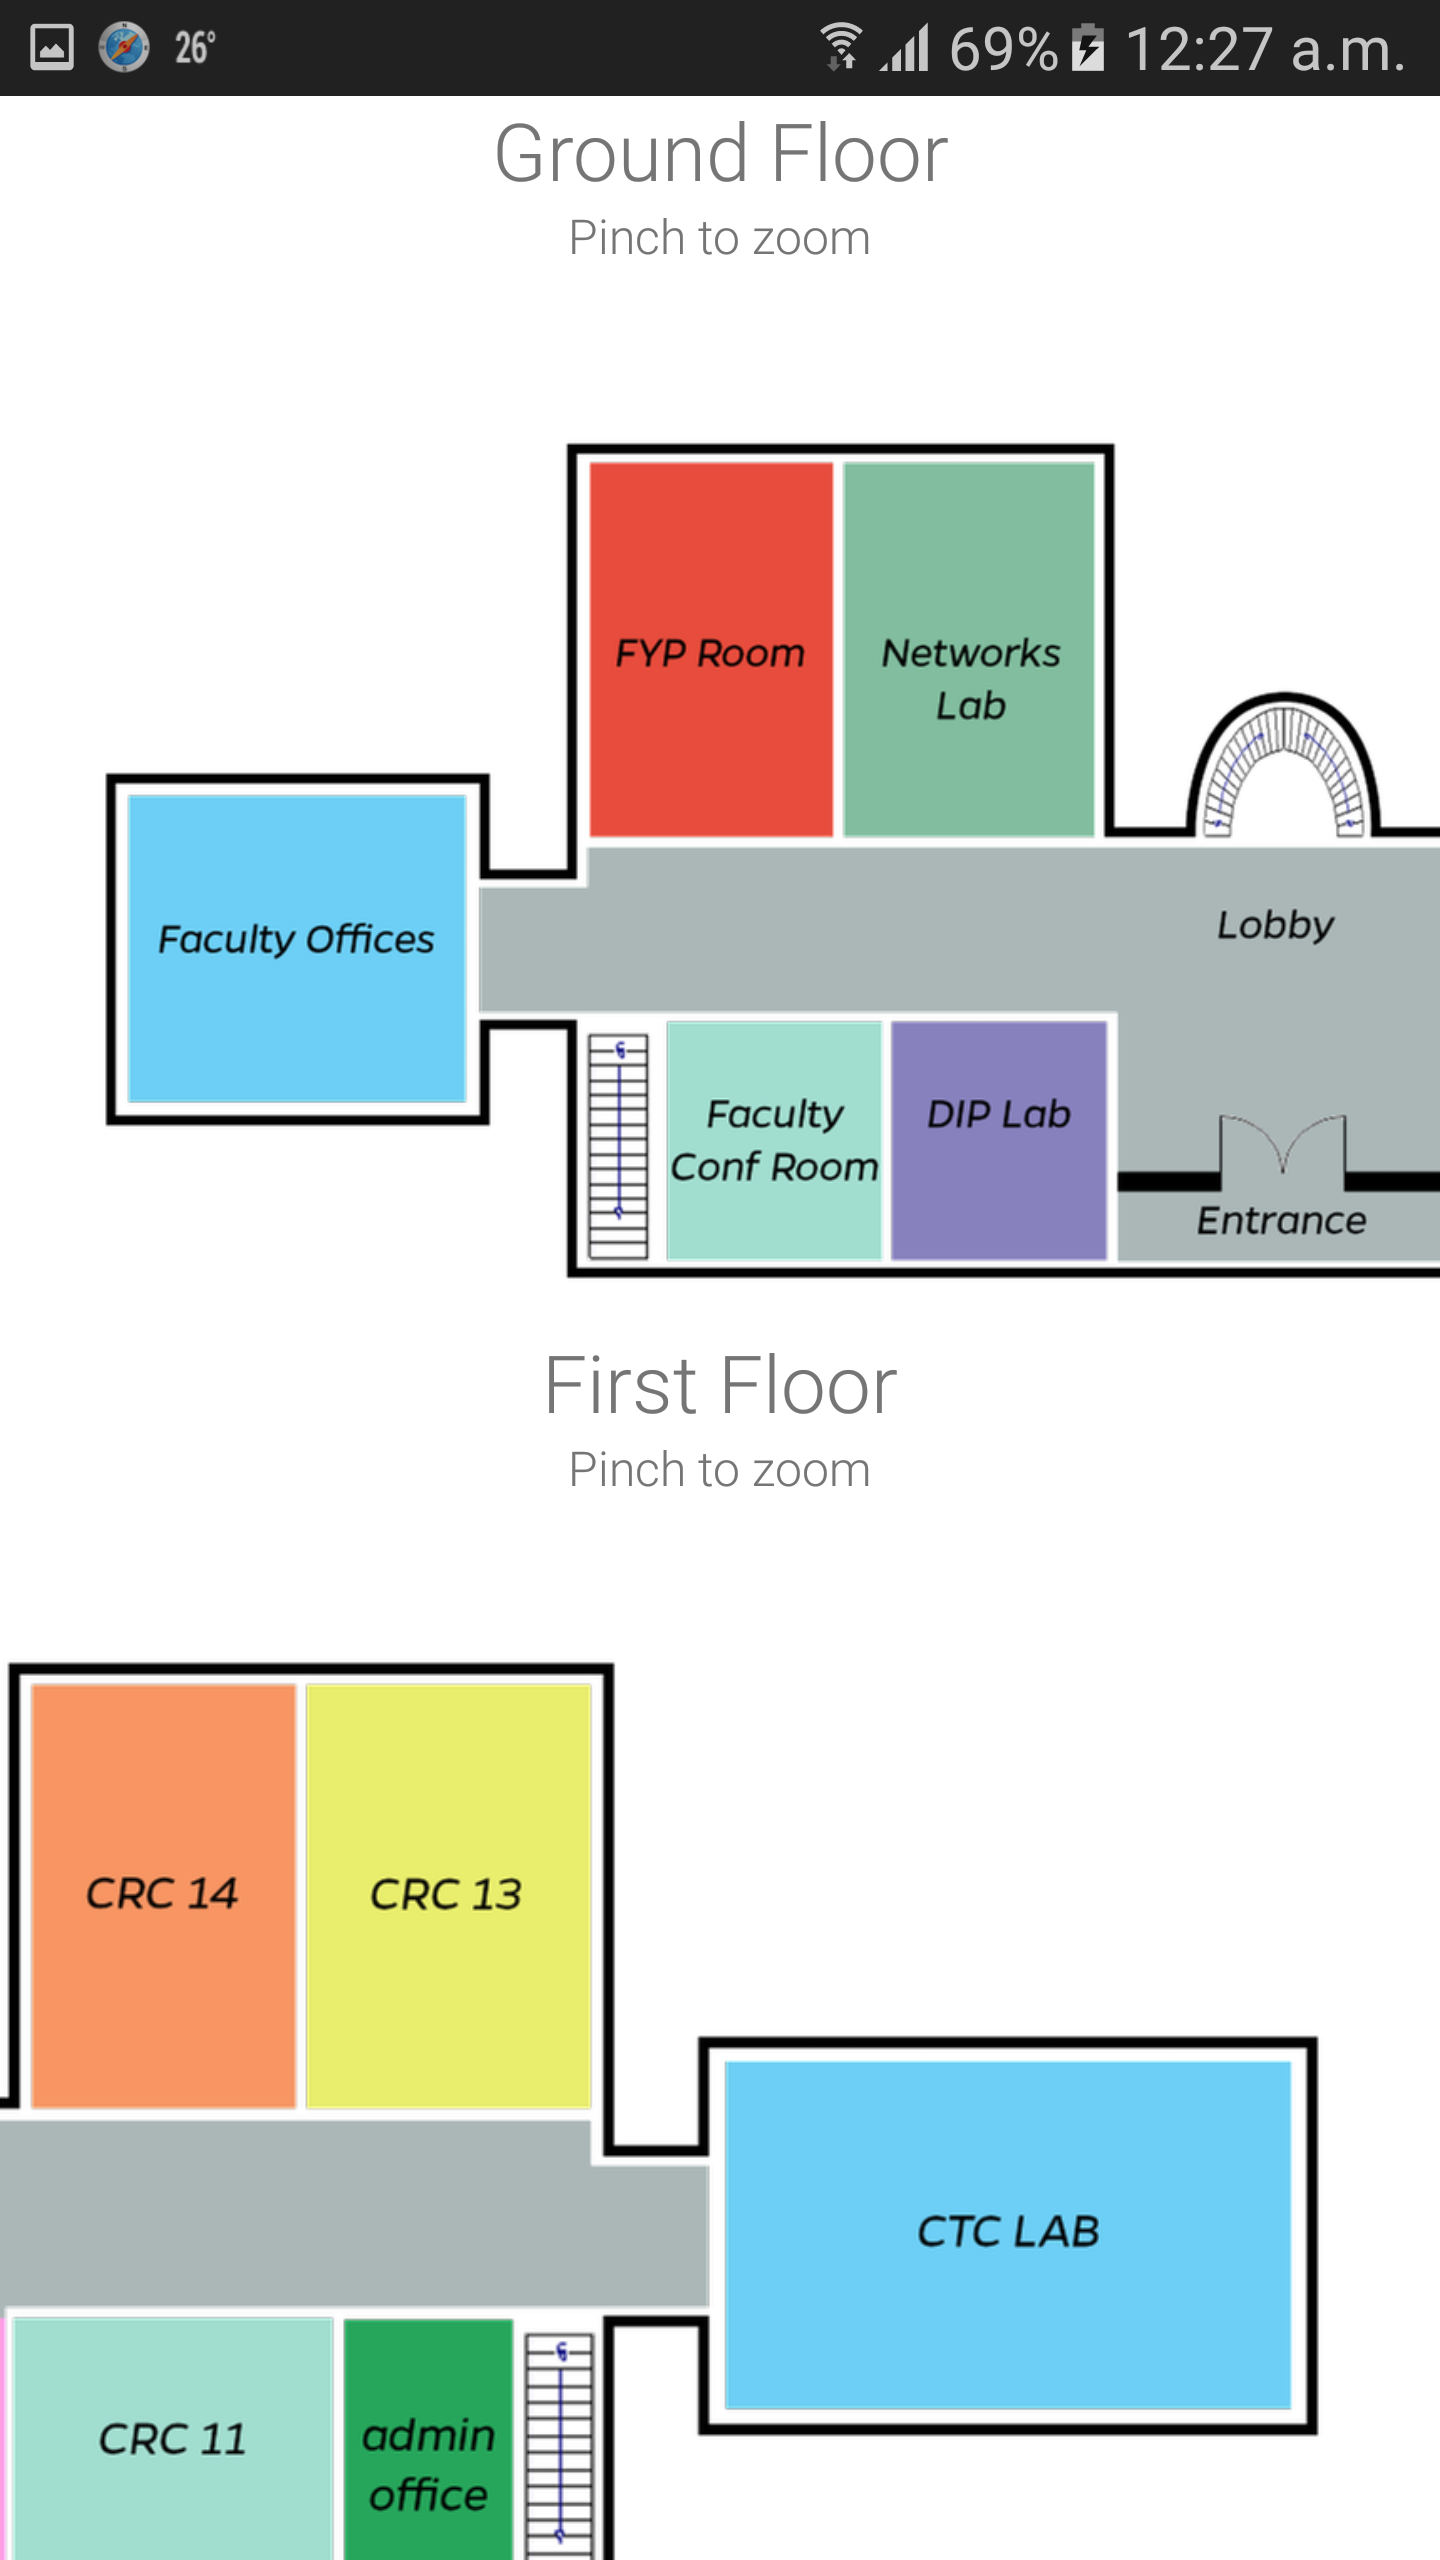 26°
69%
12:27 a.m.
Ground Floor
Pinch to zoom
FYP Room
Networks
Lab
Faculty Offices
Lobby
Faculty
Conf Room
DIP Lab
Entrance
First Floor
Pinch to zoom
CRC 14
CRC 13
CTC LAB
CRC 11
admin
office